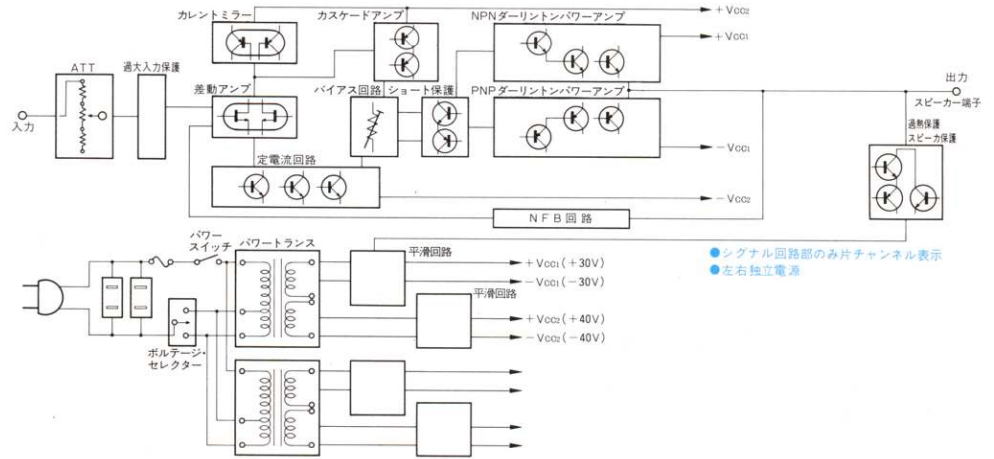 カレントミラー
カスケードアンプ
NPNダーリントンパワーアンプ
+Vcc2
+Vcc1
ATT
過大入力保護
差動アンプ
バイアス回路
ショート保護
PNPダーリントンパワーアンプ
出力
スピーカー端子
入力
過熱保護
スピーカ保護
定電流回路
-Vcc1
-Vcc2
NFB回路
パワー
スイッチ
パワートランス
平滑回路
+Vcc1(+30V)
-Vcc1(-30V)
●シグナル回路部のみ片チャンネル表示
●左右独立電源
平滑回路
+Vcc2(+40V)
-Vcc2(-40V)
ボルテージ・
セレクター